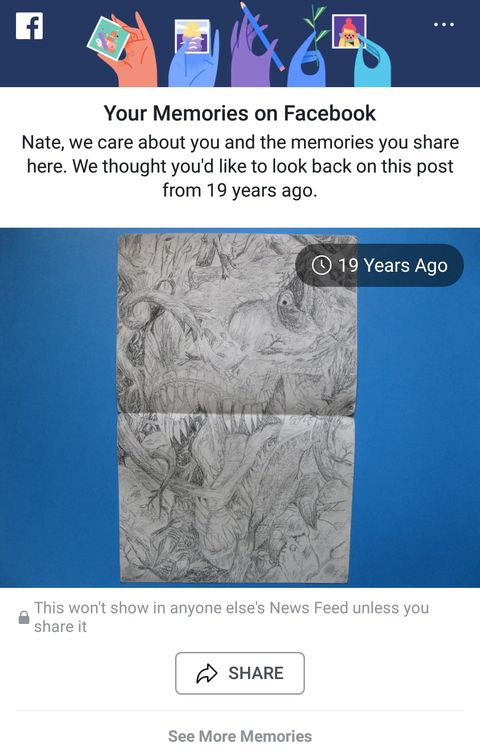 Your Memories on Facebook
Nate, we care about you and the memories you share
here. We thought you'd like to look back on this post
from 19 years ago.
19 Years Ago
This won't show in anyone else's News Feed unless you
share it
SHARE
See More Memories